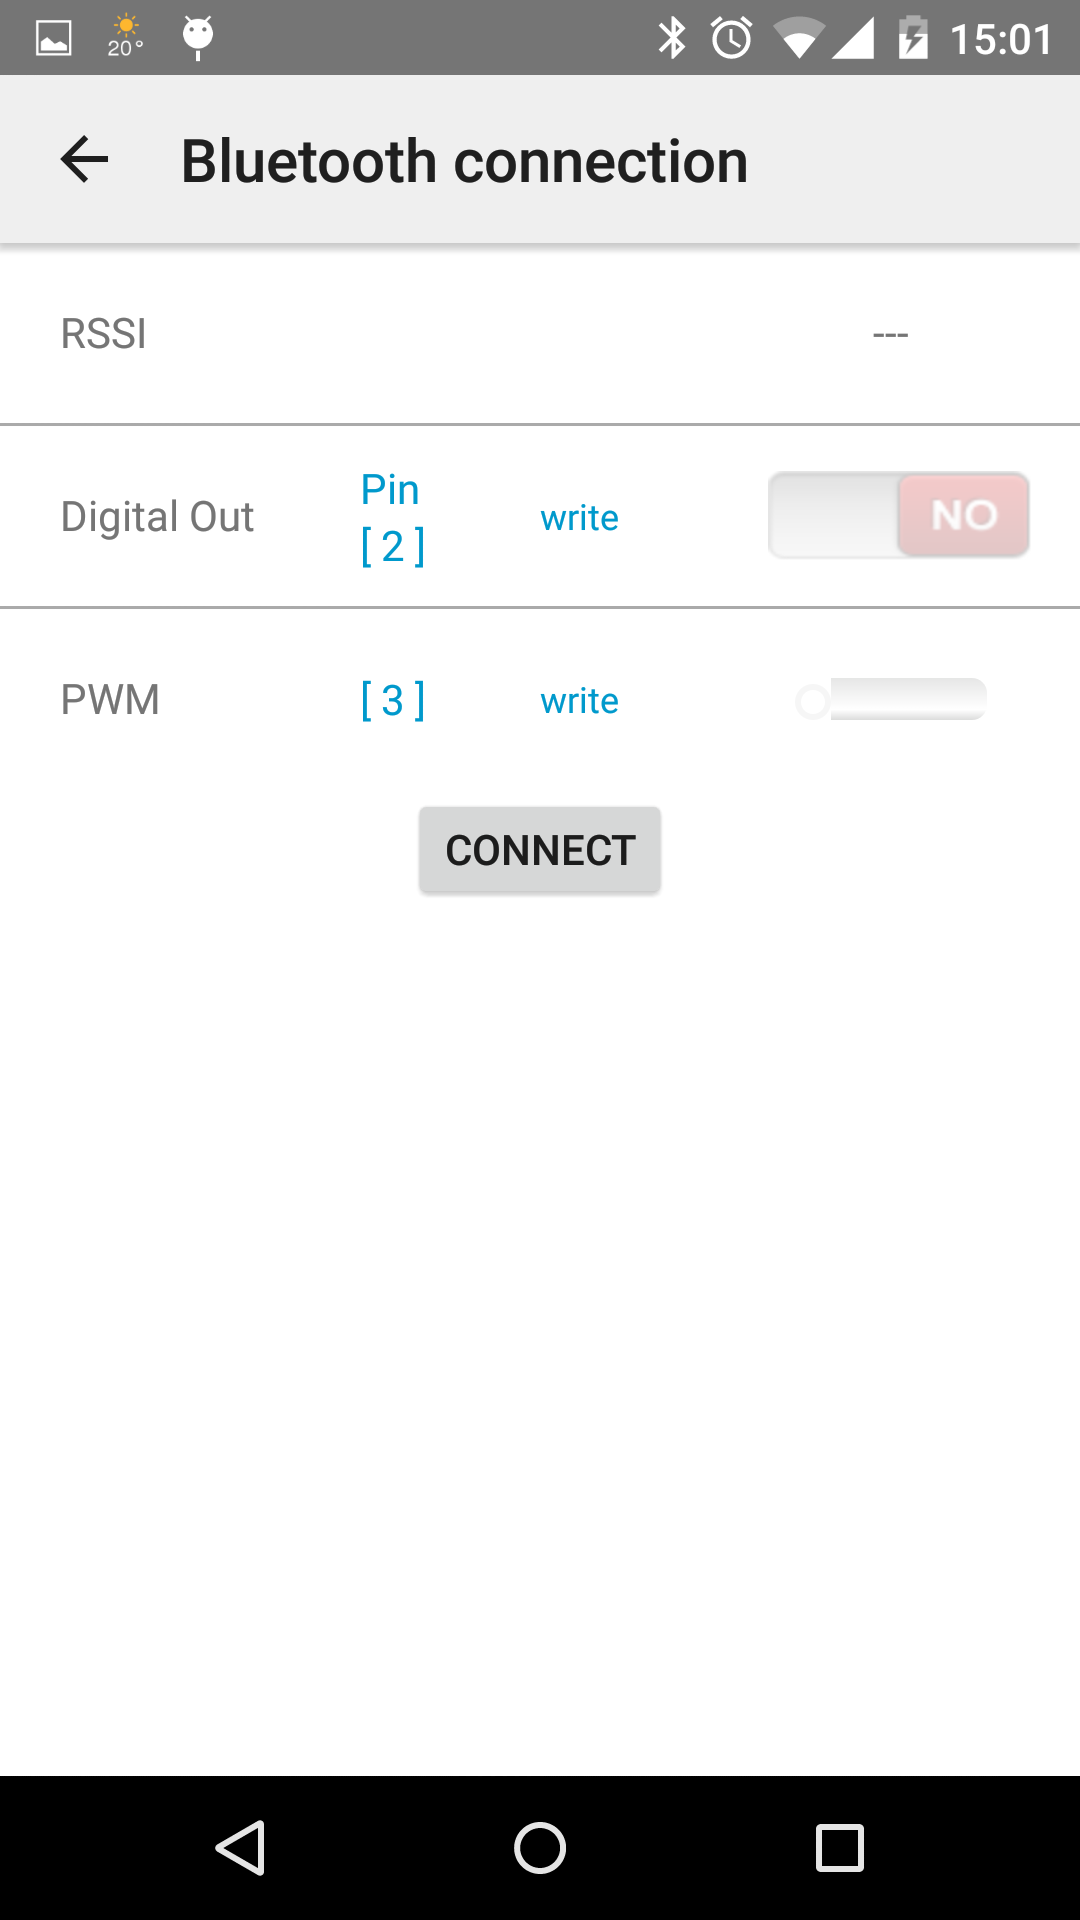 20° 15:01
Bluetooth connection
RSSI ---
Digital Out Pin [ 2 ] write NO
PWM [ 3 ] write
CONNECT